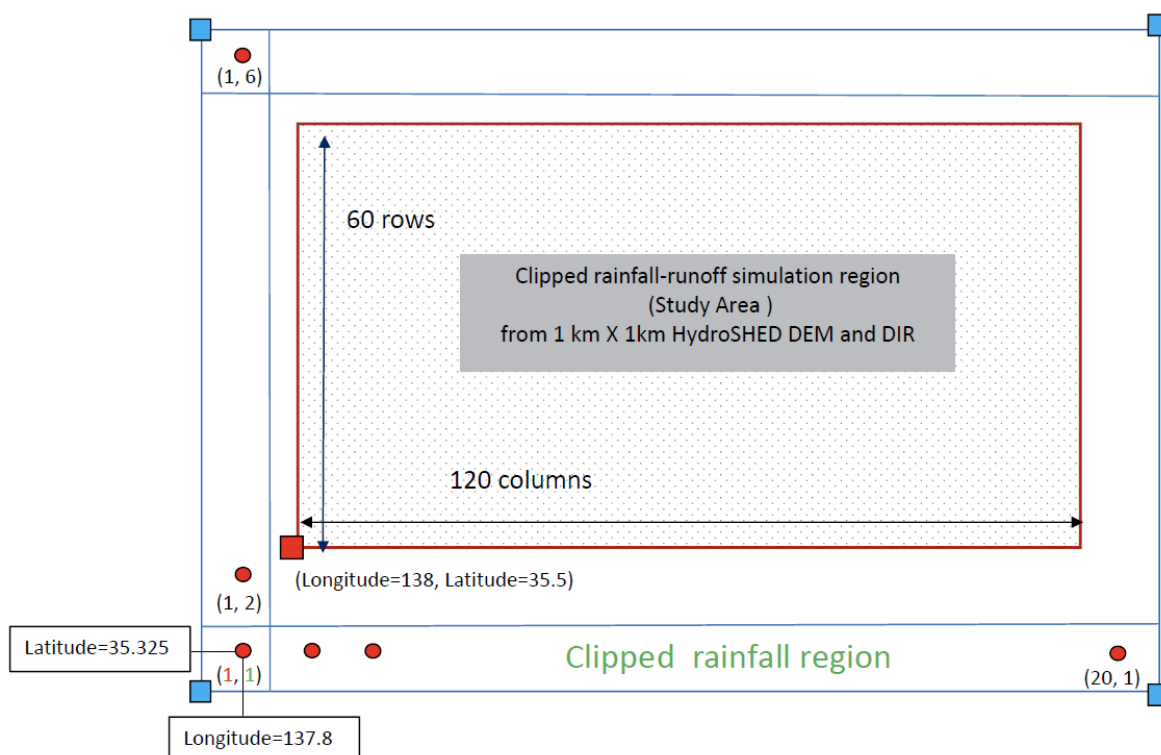 (1, 6)
60 rows
Clipped rainfall-runoff simulation region
(Study Area )
from 1 km X 1km HydroSHED DEM and DIR
120 columns
(Longitude=138, Latitude=35.5)
(1, 2)
Latitude=35.325
Clipped rainfall region
(1, 1)
(20, 1)
Longitude=137.8